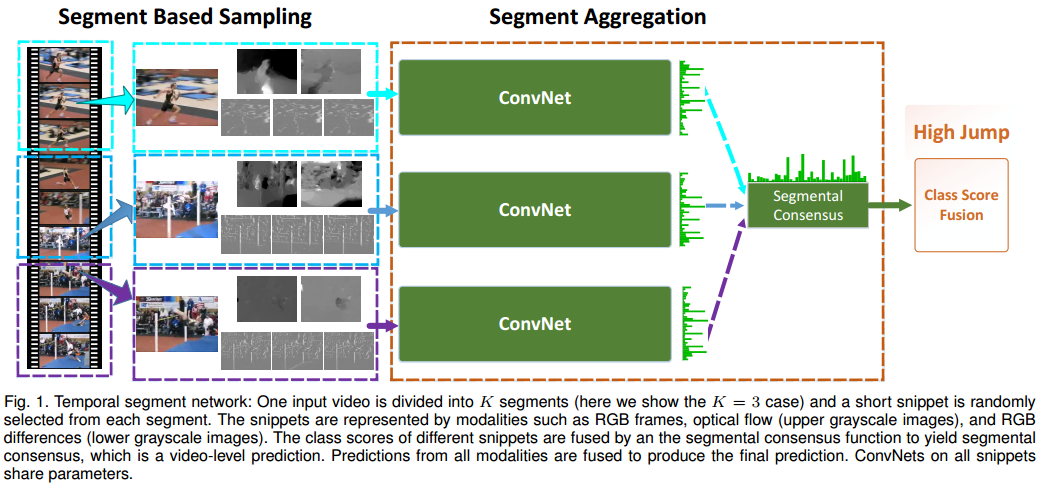 Segment Based Sampling
Segment Aggregation
ConvNet
ConvNet
ConvNet
Segmental
Consensus
High Jump
Class Score
Fusion
Fig. 1. Temporal segment network: One input video is divided into K segments (here we show the K = 3 case) and a short snippet is randomly
selected from each segment. The snippets are represented by modalities such as RGB frames, optical flow (upper grayscale images), and RGB
differences (lower grayscale images). The class scores of different snippets are fused by an the segmental consensus function to yield segmental
consensus, which is a video-level prediction. Predictions from all modalities are fused to produce the final prediction. ConvNets on all snippets
share parameters.